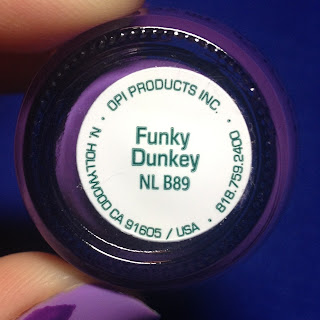 • OPI PRODUCTS INC. •
Funky
Dunkey
NL B89
N. HOLLYWOOD CA 91605 / USA • 818.759.2400